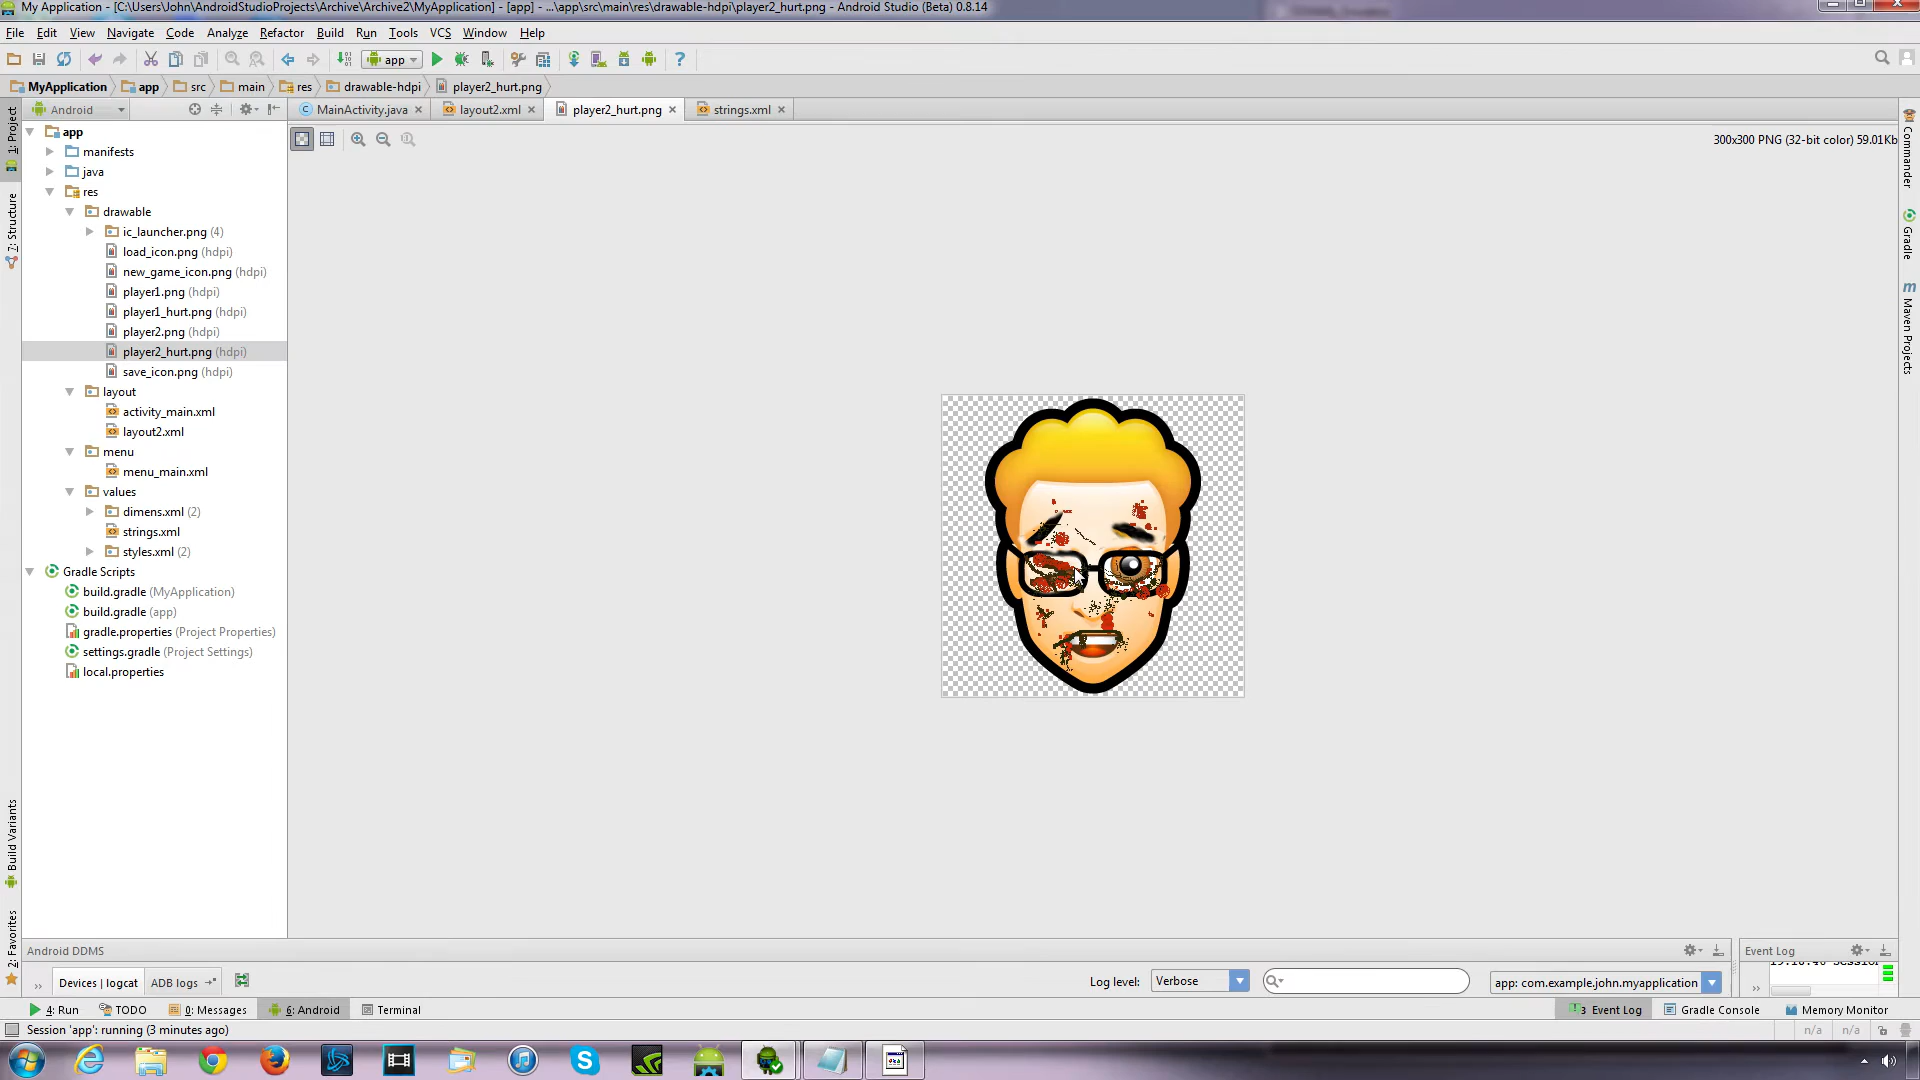 My Application - [C:\Users\John\AndroidStudioProjects\Archive\Archive2\MyApplication] - [app] - ...\app\src\main\res\drawable-hdpi\player2_hurt.png - Android Studio (Beta) 0.8.14
File Edit View Navigate Code Analyze Refactor Build Run Tools VCS Window Help
app
MyApplication app src main res drawable-hdpi player2_hurt.png
Android
MainActivity.java layout2.xml player2_hurt.png strings.xml
300x300 PNG (32-bit color) 59.01Kb
app
manifests
java
res
drawable
ic_launcher.png (4)
load_icon.png (hdpi)
new_game_icon.png (hdpi)
player1.png (hdpi)
player1_hurt.png (hdpi)
player2.png (hdpi)
player2_hurt.png (hdpi)
save_icon.png (hdpi)
layout
activity_main.xml
layout2.xml
menu
menu_main.xml
values
dimens.xml (2)
strings.xml
styles.xml (2)
Gradle Scripts
build.gradle (MyApplication)
build.gradle (app)
gradle.properties (Project Properties)
settings.gradle (Project Settings)
local.properties
1: Project
7: Structure
Build Variants
2: Favorites
Commander
Gradle
Maven Projects
Android DDMS
Event Log
Devices | logcat ADB logs
Log level: Verbose
app: com.example.john.myapplication
4: Run TODO 0: Messages 6: Android Terminal
3 Event Log Gradle Console Memory Monitor
Session 'app': running (3 minutes ago)
n/a n/a